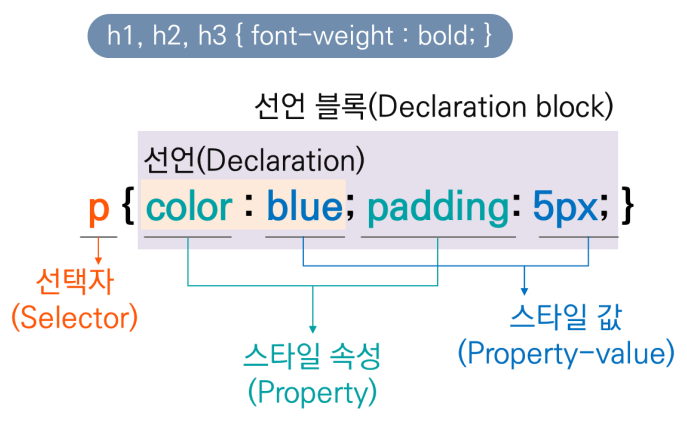 h1, h2, h3 { font-weight : bold; }
선언 블록(Declaration block)
선언(Declaration)
p { color : blue; padding: 5px; }
선택자
(Selector)
스타일 속성
(Property)
스타일 값
(Property-value)